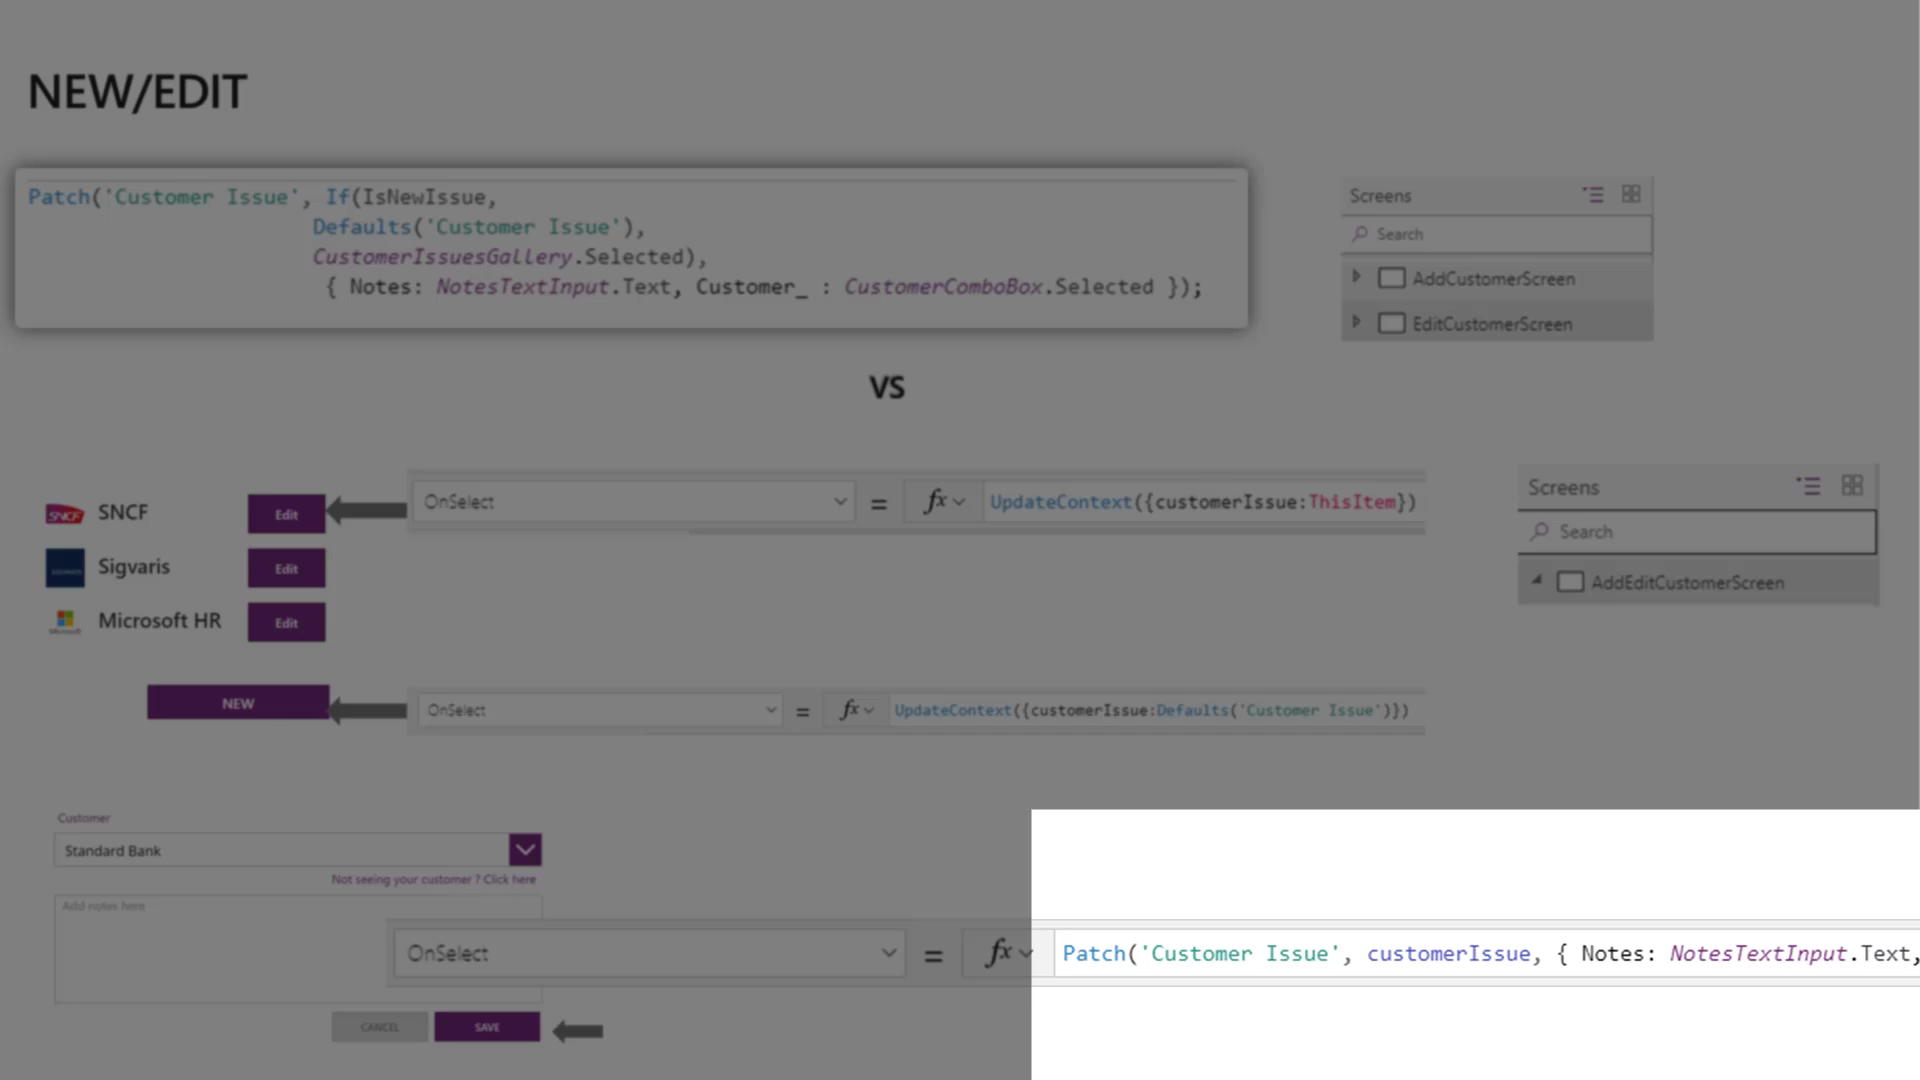 NEW/EDIT
Patch('Customer Issue', If(IsNewIssue,
Defaults('Customer Issue'),
CustomerIssuesGallery.Selected),
{ Notes: NotesTextInput.Text, Customer_ : CustomerComboBox.Selected });
Screens
Search
AddCustomerScreen
EditCustomerScreen
VS
SNCF SNCF Edit
OnSelect = fx UpdateContext({customerIssue:ThisItem})
Sigvaris Edit
Microsoft Microsoft HR Edit
Screens
Search
AddEditCustomerScreen
NEW
OnSelect = fx UpdateContext({customerIssue:Defaults('Customer Issue')})
Customer
Standard Bank
Not seeing your customer ? Click here
Add notes here
OnSelect = fx Patch('Customer Issue', customerIssue, { Notes: NotesTextInput.Text,
CANCEL SAVE